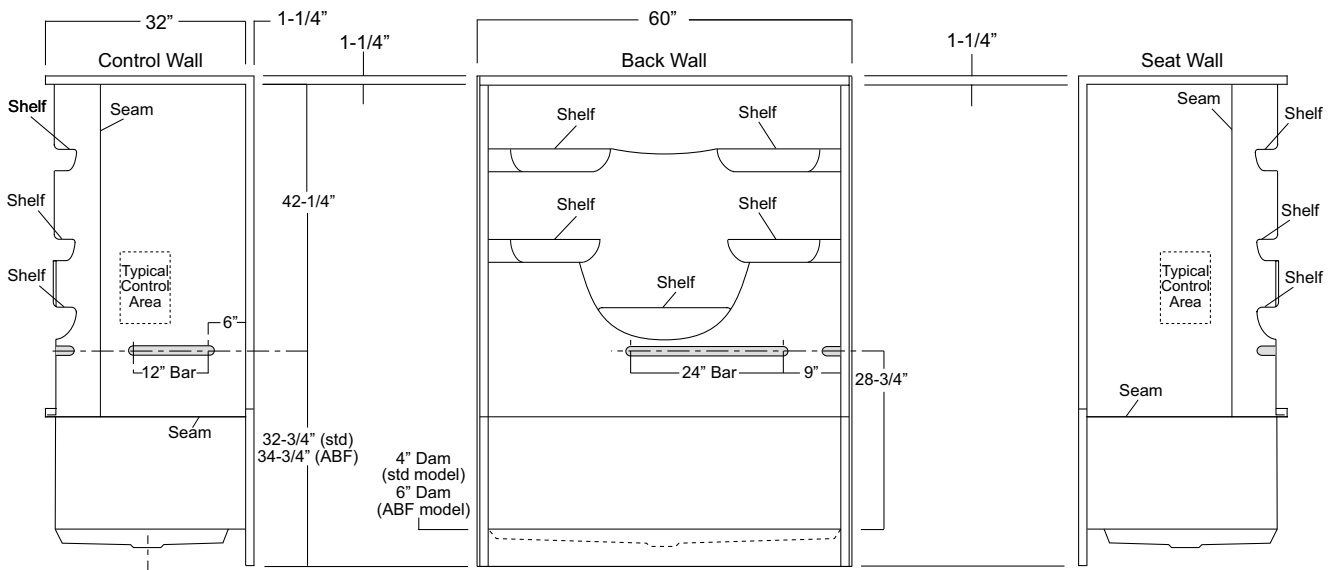 32”
1-1/4”
60”
1-1/4”
1-1/4”
Control Wall
Back Wall
Seat Wall
Shelf
Seam
Shelf
Shelf
Seam
Shelf
42-1/4”
Shelf
Shelf
Shelf
Shelf
Shelf
Typical
Control
Area
Shelf
Typical
Control
Area
Shelf
6”
12” Bar
24” Bar
9”
28-3/4”
Seam
Seam
32-3/4” (std)
34-3/4” (ABF)
4” Dam
(std model)
6” Dam
(ABF model)